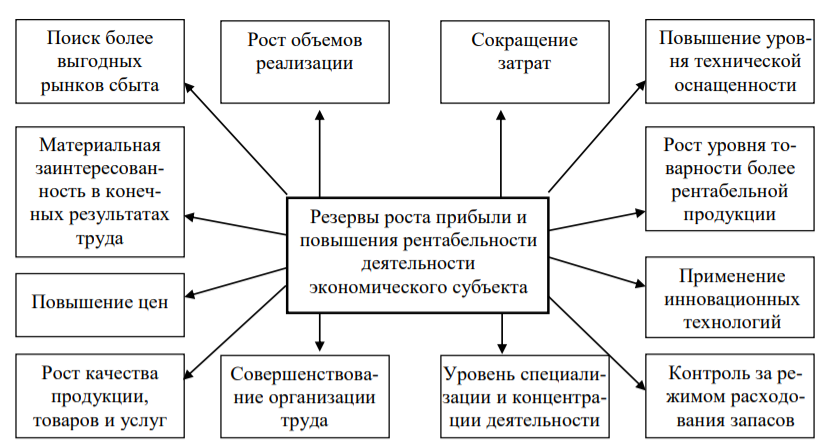 Поиск более
выгодных
рынков сбыта
Рост объемов
реализации
Сокращение
затрат
Повышение уров-
ня технической
оснащенности
Материальная
заинтересован-
ность в конеч-
ных результатах
труда
Рост уровня то-
варности более
рентабельной
продукции
Резервы роста прибыли и
повышения рентабельности
деятельности
экономического субъекта
Повышение цен
Применение
инновационных
технологий
Рост качества
продукции,
товаров и услуг
Совершенствова-
ние организации
труда
Уровень специали-
зации и концентра-
ции деятельности
Контроль за ре-
жимом расходо-
вания запасов